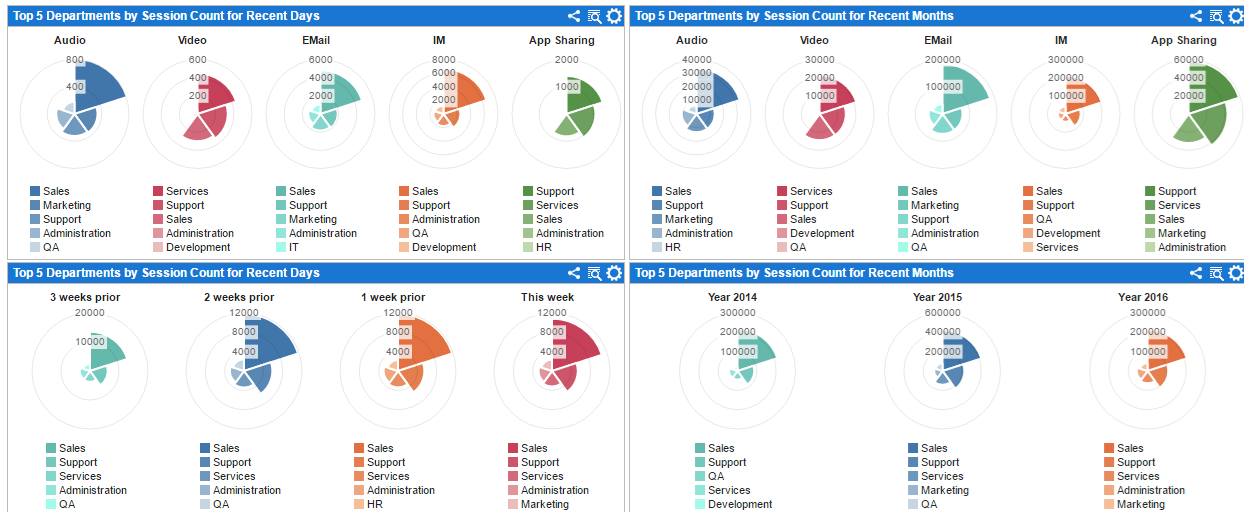 Top 5 Departments by Session Count for Recent Days
Audio Video EMail IM App Sharing
800
400
600
400
200
6000
4000
2000
8000
6000
4000
2000
2000
1000
Sales Services Sales Sales Support
Marketing Support Support Support Services
Support Sales Marketing Administration Sales
Administration Administration Administration QA Administration
QA Development IT Development HR
Top 5 Departments by Session Count for Recent Months
Audio Video EMail IM App Sharing
40000
30000
20000
10000
30000
20000
10000
200000
100000
300000
200000
100000
60000
40000
20000
Sales Services Sales Sales Support
Support Support Marketing Support Services
Marketing Sales Support QA Sales
Administration Development Administration Development Marketing
HR QA QA Services Administration
Top 5 Departments by Session Count for Recent Days
3 weeks prior 2 weeks prior 1 week prior This week
20000
10000
12000
8000
4000
12000
8000
4000
12000
8000
4000
Sales Sales Sales Sales
Support Support Support Support
Services Services Services Services
Administration Administration Administration Administration
QA QA HR Marketing
Top 5 Departments by Session Count for Recent Months
Year 2014 Year 2015 Year 2016
300000
200000
100000
600000
400000
200000
300000
200000
100000
Sales Sales Sales
Support Support Support
QA Services Services
Services Marketing Administration
Development QA Marketing